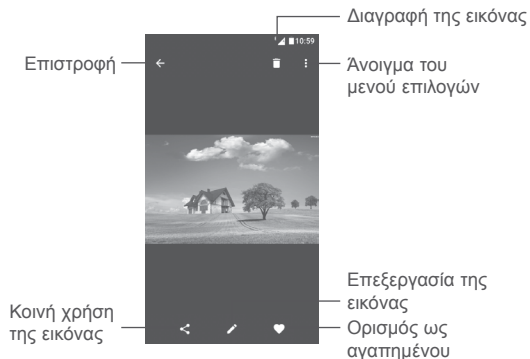 Διαγραφή της εικόνας
10:59
Επιστροφή
Άνοιγμα του
μενού επιλογών
Επεξεργασία της
εικόνας
Κοινή χρήση
της εικόνας
Ορισμός ως
αγαπημένου